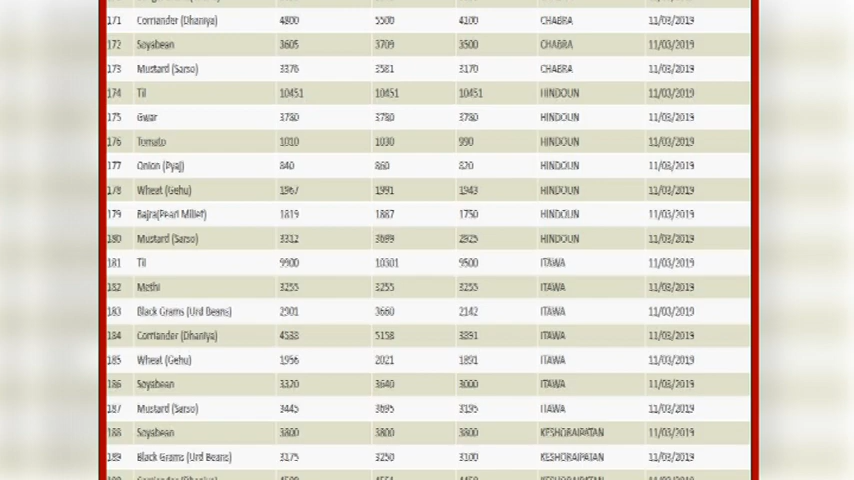 171 Corriander (Dhaniya) 4800 5500 4100 CHABRA 11/03/2019
172 Soyabean 3605 3709 3500 CHABRA 11/03/2019
173 Mustard (Sarso) 3376 3581 3170 CHABRA 11/03/2019
174 Til 10451 10451 10451 HINDOUN 11/03/2019
175 Gwar 3780 3780 3780 HINDOUN 11/03/2019
176 Tomato 1010 1030 990 HINDOUN 11/03/2019
177 Onion (Pyaj) 840 860 820 HINDOUN 11/03/2019
178 Wheat (Gehu) 1967 1991 1943 HINDOUN 11/03/2019
179 Bajra(Pearl Millet) 1819 1887 1750 HINDOUN 11/03/2019
180 Mustard (Sarso) 3312 3699 2925 HINDOUN 11/03/2019
181 Til 9900 10301 9500 ITAWA 11/03/2019
182 Methi 3255 3255 3255 ITAWA 11/03/2019
183 Black Grams (Urd Beans) 2901 3660 2142 ITAWA 11/03/2019
184 Corriander (Dhaniya) 4538 5158 3891 ITAWA 11/03/2019
185 Wheat (Gehu) 1956 2021 1891 ITAWA 11/03/2019
186 Soyabean 3320 3640 3000 ITAWA 11/03/2019
187 Mustard (Sarso) 3445 3695 3195 ITAWA 11/03/2019
188 Soyabean 3800 3800 3800 KESHORAIPATAN 11/03/2019
189 Black Grams (Urd Beans) 3175 3250 3100 KESHORAIPATAN 11/03/2019